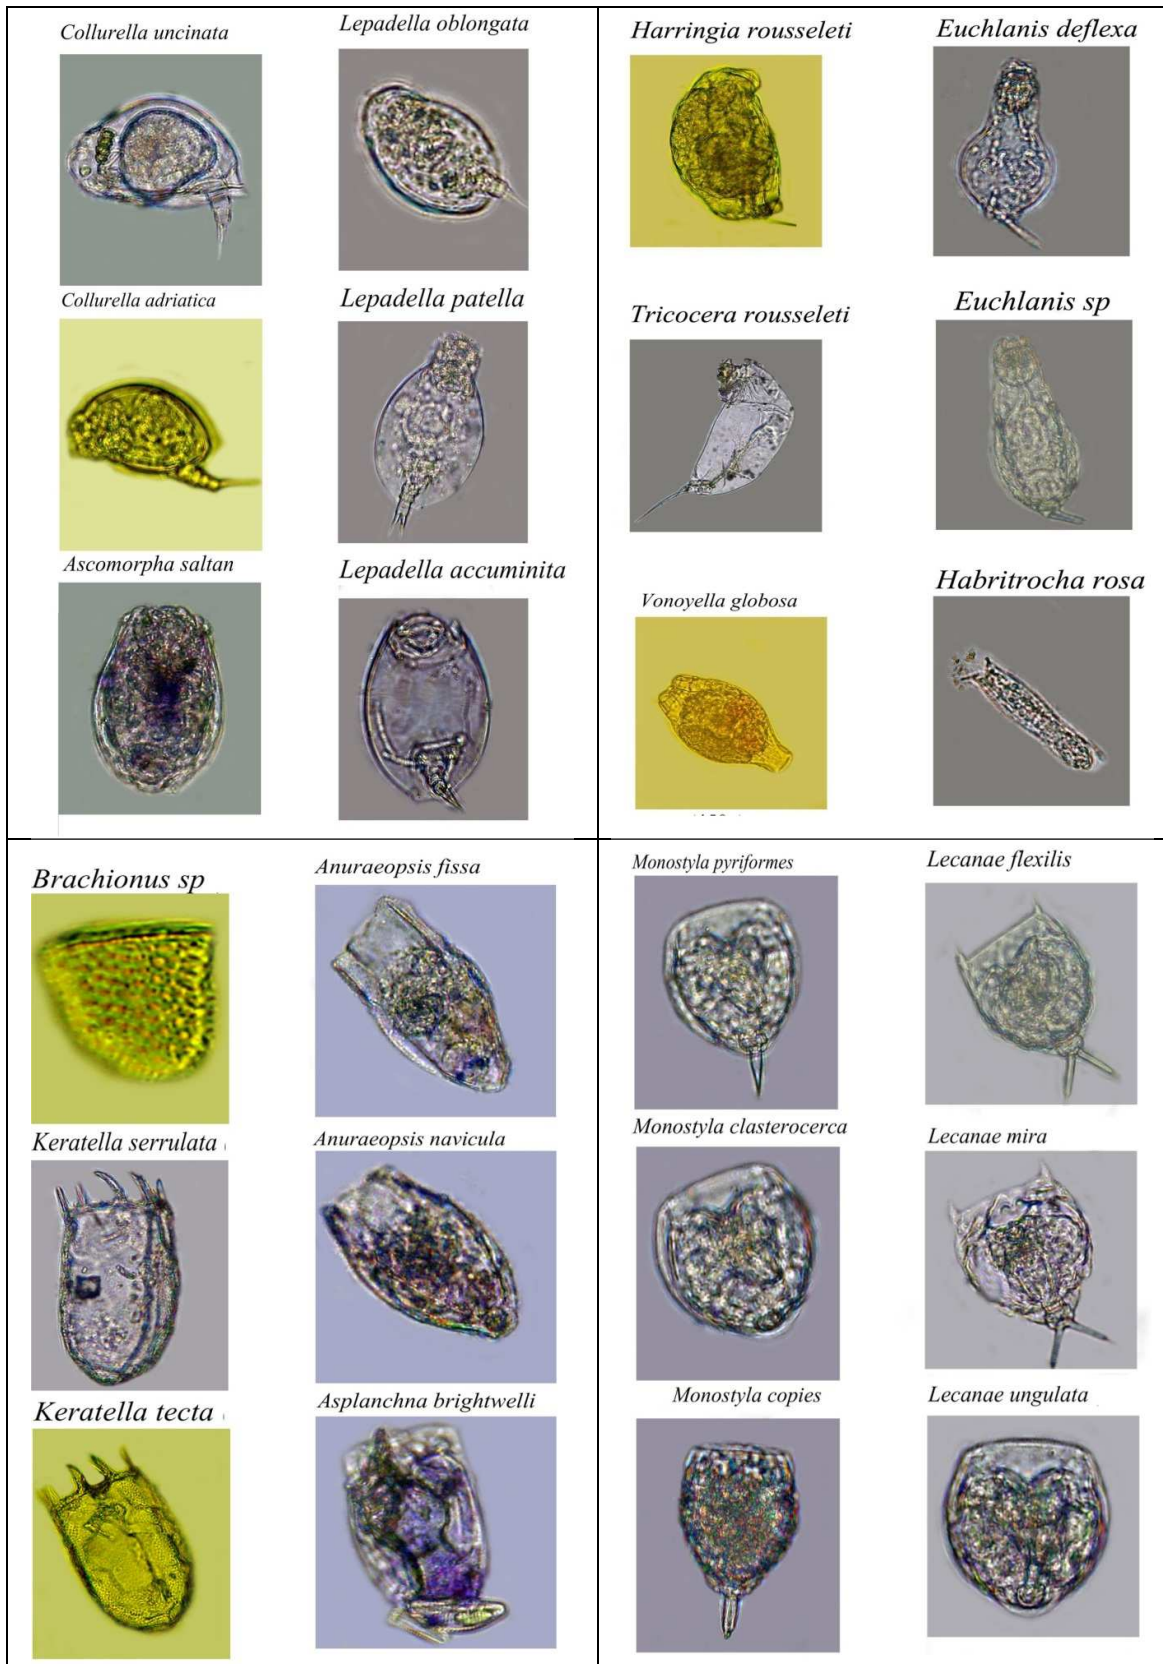 Collurella uncinata
Lepadella oblongata
Collurella adriatica
Lepadella patella
Ascomorpha saltan
Lepadella accuminita
Harringia rousseleti
Euchlanis deflexa
Tricocera rousseleti
Euchlanis sp
Vonoyella globosa
Habritrocha rosa
Brachionus sp
Anuraeopsis fissa
Keratella serrulata
Anuraeopsis navicula
Keratella tecta
Asplanchna brightwelli
Monostyla pyriformes
Lecanae flexilis
Monostyla clasterocerca
Lecanae mira
Monostyla copies
Lecanae ungulata